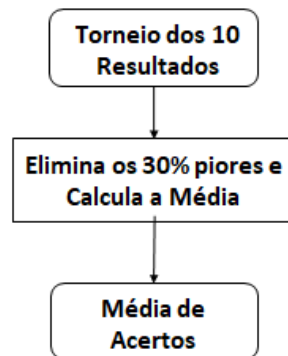 Torneio dos 10
Resultados
Elimina os 30% piores e
Calcula a Média
Média de
Acertos